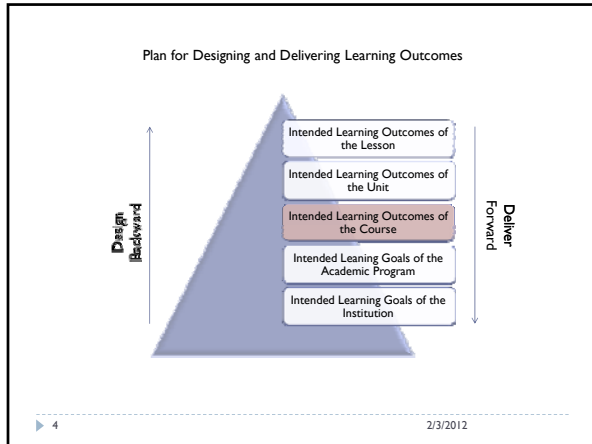 Plan for Designing and Delivering Learning Outcomes
Intended Learning Outcomes of
the Lesson
Intended Learning Outcomes of
the Unit
Intended Learning Outcomes of
the Course
Intended Leaning Goals of the
Academic Program
Intended Learning Goals of the
Institution
Design
Backward
Deliver
Forward
4
2/3/2012